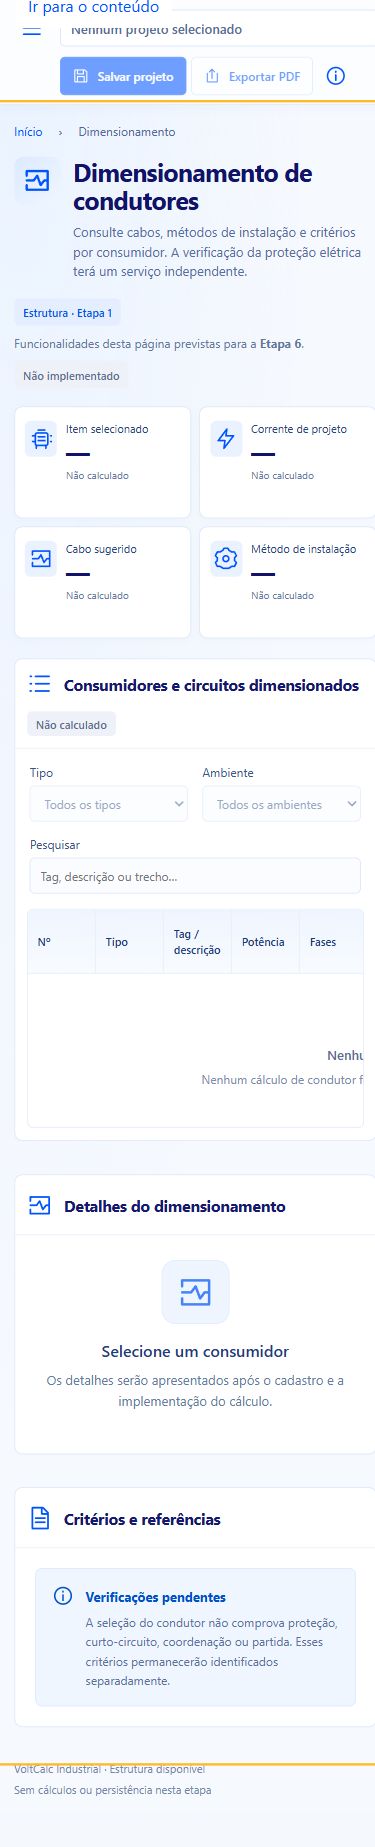 Ir para o conteúdo
Nenhum projeto selecionado
Salvar projeto
Exportar PDF
Início › Dimensionamento
Dimensionamento de
condutores
Consulte cabos, métodos de instalação e critérios
por consumidor. A verificação da proteção elétrica
terá um serviço independente.
Estrutura · Etapa 1
Funcionalidades desta página previstas para a Etapa 6.
Não implementado
Item selecionado
Não calculado
Corrente de projeto
Não calculado
Cabo sugerido
Não calculado
Método de instalação
Não calculado
Consumidores e circuitos dimensionados
Não calculado
Tipo
Todos os tipos
Ambiente
Todos os ambientes
Pesquisar
Tag, descrição ou trecho...
Nº
Tipo
Tag /
descrição
Potência
Fases
Nenhu
Nenhum cálculo de condutor f
Detalhes do dimensionamento
Selecione um consumidor
Os detalhes serão apresentados após o cadastro e a
implementação do cálculo.
Critérios e referências
Verificações pendentes
A seleção do condutor não comprova proteção,
curto-circuito, coordenação ou partida. Esses
critérios permanecerão identificados
separadamente.
VoltCalc Industrial · Estrutura disponível
Sem cálculos ou persistência nesta etapa